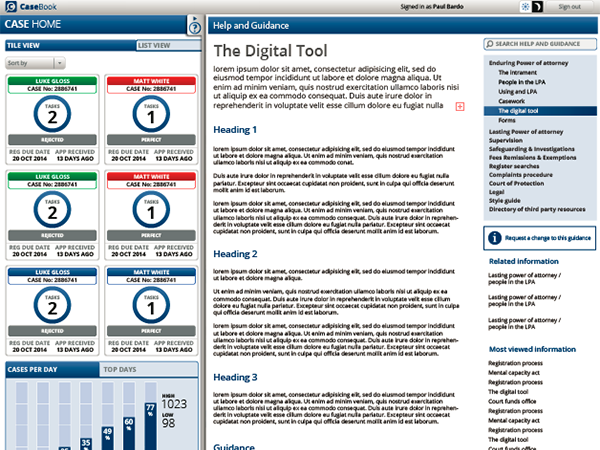 CaseBook
Signed in as Paul Bardo
Sign out
CASE HOME
?
TILE VIEW
LIST VIEW
Sort by
LUKE GLOSS
CASE No: 2886741
TASKS
2
REJECTED
REG DUE DATE APP RECEIVED
20 OCT 2014 13 DAYS AGO
MATT WHITE
CASE No: 2886741
TASKS
1
PERFECT
REG DUE DATE APP RECEIVED
20 OCT 2014 13 DAYS AGO
LUKE GLOSS
CASE No: 2886741
TASKS
2
REJECTED
REG DUE DATE APP RECEIVED
20 OCT 2014 13 DAYS AGO
MATT WHITE
CASE No: 2886741
TASKS
1
PERFECT
REG DUE DATE APP RECEIVED
20 OCT 2014 13 DAYS AGO
LUKE GLOSS
CASE No: 2886741
TASKS
2
REJECTED
REG DUE DATE APP RECEIVED
20 OCT 2014 13 DAYS AGO
MATT WHITE
CASE No: 2886741
TASKS
1
PERFECT
REG DUE DATE APP RECEIVED
20 OCT 2014 13 DAYS AGO
CASES PER DAY
TOP DAYS
35
%
49
%
60
%
77
%
HIGH
1023
LOW
98
Help and Guidance
The Digital Tool
lorem ipsum dolor sit amet, consectetur adipisicing elit, sed do
eiusmod tempor incididunt ut labore et dolore magna aliqua. Ut
enim ad minim veniam, quis nostrud exercitation ullamco laboris nisi
ut aliquip ex ea commodo consequat. Duis aute irure dolor in
reprehenderit in voluptate velit esse cillum dolore eu fugiat nulla
Heading 1
lorem ipsum dolor sit amet, consectetur adipisicing elit, sed do eiusmod tempor incididunt
ut labore et dolore magna aliqua. Ut enim ad minim veniam, quis nostrud exercitation
ullamco laboris nisi ut aliquip ex ea commodo conat.
Duis aute irure dolor in reprehenderit in voluptate velit esse cillum dolore eu fugiat nulla
pariatur. Excepteur sint occaecat cupidatat non proident, sunt in culpa qui officia deserunt
mollit anim id est laborum.
lorem ipsum dolor sit amet, consectetur adipisicing elit, sed do eiusmod tempor incididunt
ut labore et dolore magna aliqua. Ut enim ad minim veniam, quis nostrud exercitation
ullamco laboris nisi ut aliquip ex ea commodo consequat. Duis aute irure dolor in reprehen-
derit in voluptate velit esse cillum dolore eu fugiat nulla pariatur. Excepteur sint occaecat
cupidatat non proident, sunt in culpa qui officia deserunt mollit anim id est laborum.
Heading 2
lorem ipsum dolor sit amet, consectetur adipisicing elit, sed do eiusmod tempor incididunt
ut labore et dolore magna aliqua.
Ut enim ad minim veniam, quis nostrud exercitation ullamco laboris nisi ut aliquip ex ea
commodo consequat. Duis aute irure dolor in reprehenderit in voluptate velit esse cillum
dolore eu fugiat nulla pariatur. Excepteur sint occaecat cupidatat non proident, sunt in culpa
qui officia deserunt mollit anim id est laborum
lorem ipsum dolor sit amet, consectetur adipisicing elit, sed do eiusmod tempor incididunt
ut labore et dolore magna aliqua. Ut enim ad minim veniam, quis nostrud exercitation
ullamco laboris nisi ut aliquip ex ea commodo consequat. Duis aute irure dolor in reprehen-
derit in voluptate velit esse cillum dolore eu fugiat nulla pariatur. Excepteur sint occaecat
cupidatat non proident, sunt in culpa qui officia deserunt mollit anim id est laborum.
Heading 3
lorem ipsum dolor sit amet, consectetur adipisicing elit, sed do eiusmod tempor incididunt
ut labore et dolore magna aliqua. Ut enim ad minim veniam, quis nostrud exercitation
ullamco laboris nisi ut aliquip ex ea commodo consequat. Duis aute irure dolor in reprehen-
derit in voluptate velit esse cillum dolore eu fugiat nulla pariatur. Excepteur sint occaecat
cupidatat non proident, sunt in culpa qui officia deserunt mollit anim id est laborum.
Guidance
SEARCH HELP AND GUIDANCE
Enduring Power of attorney
The intrament
People in the LPA
Using and LPA
Casework
The digital tool
Forms
Lasting Power of attorney
Supervision
Safeguarding & Investigations
Fees Remissions & Exemptions
Register searches
Complaints procedure
Court of Protection
Legal
Style guide
Directory of third party resources
Request a change to this guidance
Related information
Lasting power of attorney /
people in the LPA
Lasting power of attorney /
people in the LPA
Lasting power of attorney /
people in the LPA
Most viewed information
Registration process
Mental capacity act
Registration process
The digital tool
Court funds office
Registration process
Mental capacity act
Registration process
The digital tool
Court funds office